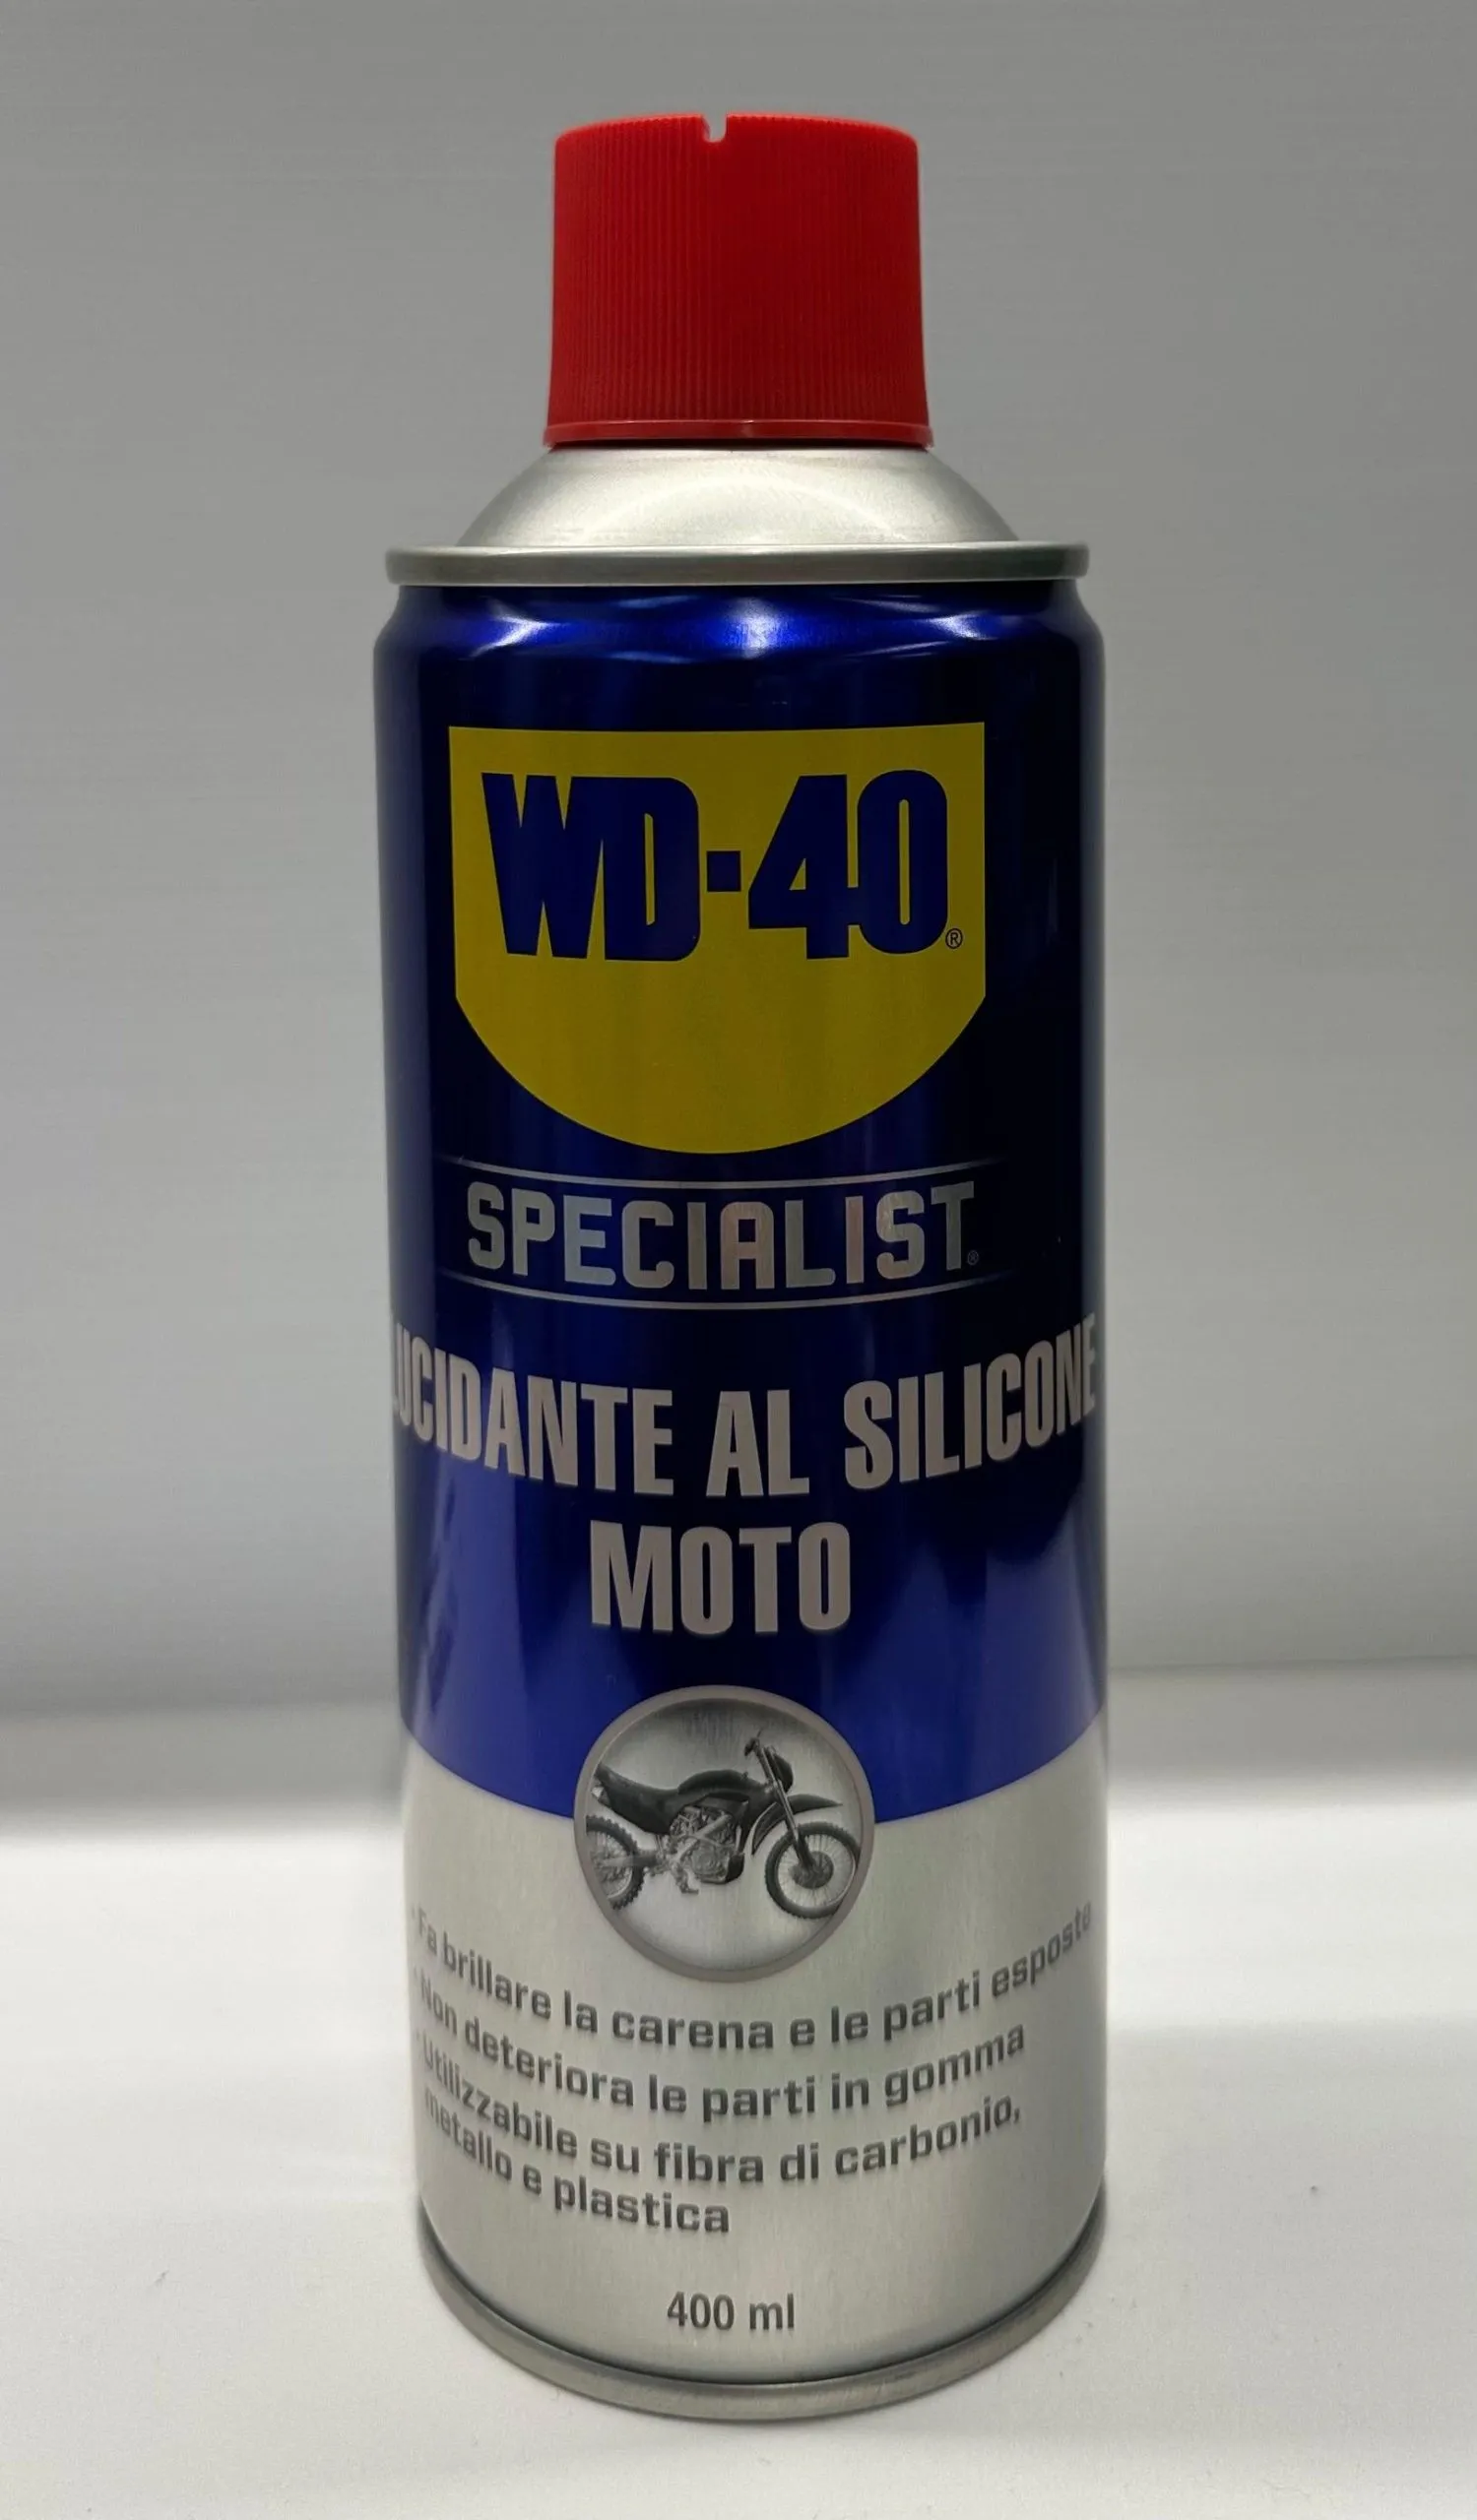 WD-40®
SPECIALIST®
LUCIDANTE AL SILICONE
MOTO
· Fa brillare la carena e le parti esposte
· Non deteriora le parti in gomma
· Utilizzabile su fibra di carbonio,
metallo e plastica
400 ml